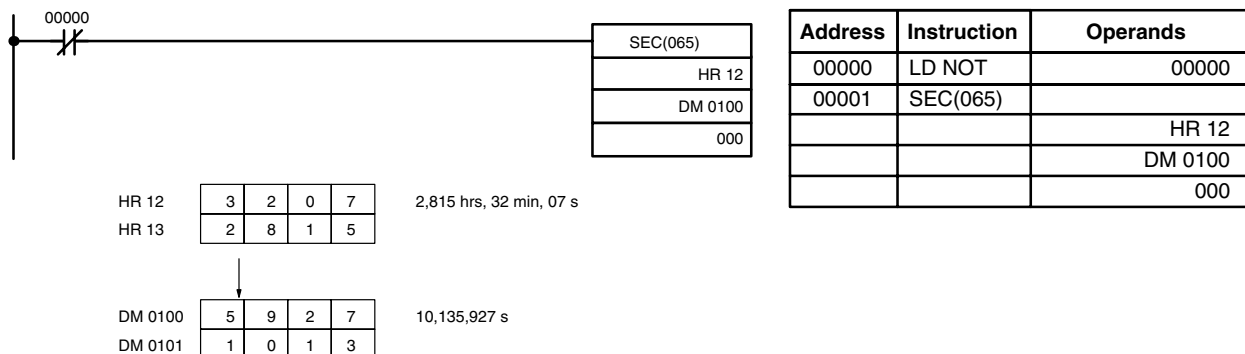 00000
SEC(065)
HR 12
DM 0100
000
Address Instruction Operands
00000 LD NOT 00000
00001 SEC(065)
HR 12
DM 0100
000
HR 12 3 2 0 7 2,815 hrs, 32 min, 07 s
HR 13 2 8 1 5
DM 0100 5 9 2 7 10,135,927 s
DM 0101 1 0 1 3